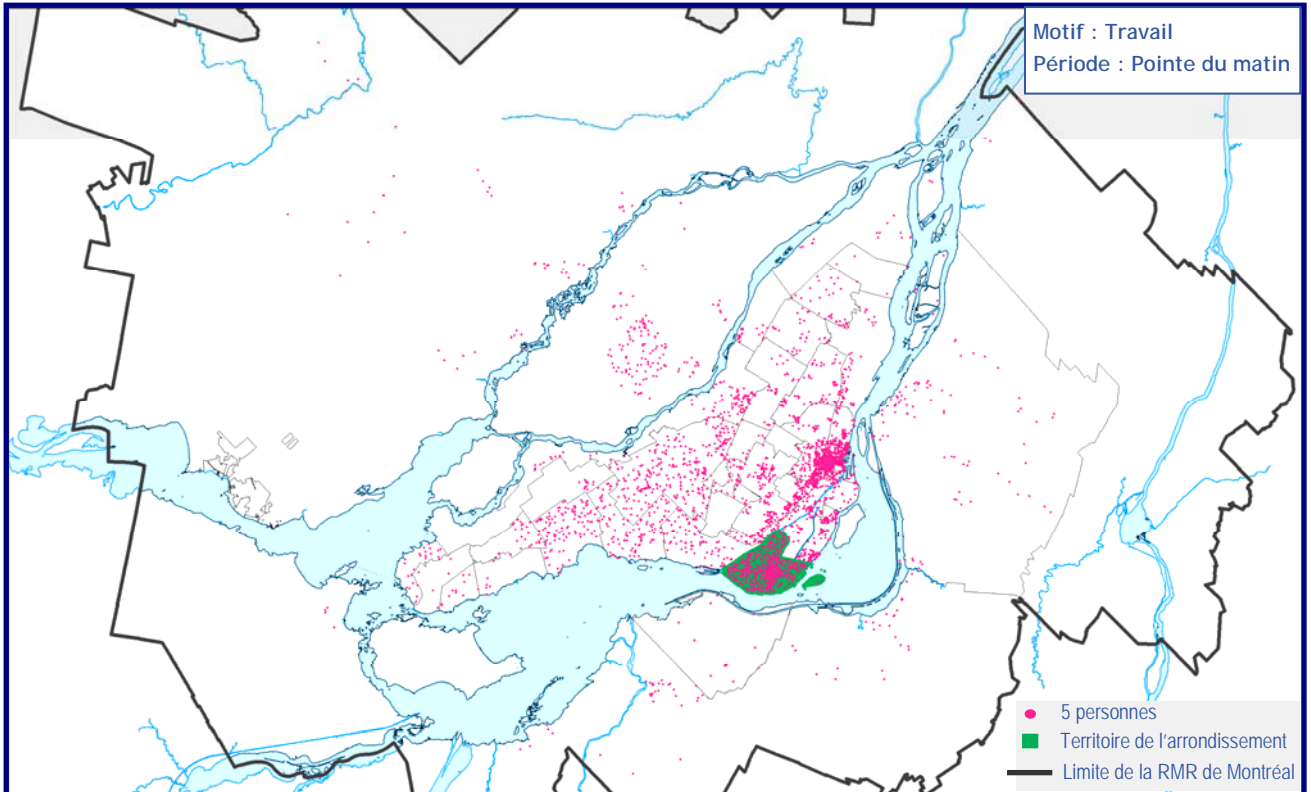 Motif : Travail
Période : Pointe du matin
5 personnes
Territoire de l'arrondissement
Limite de la RMR de Montréal